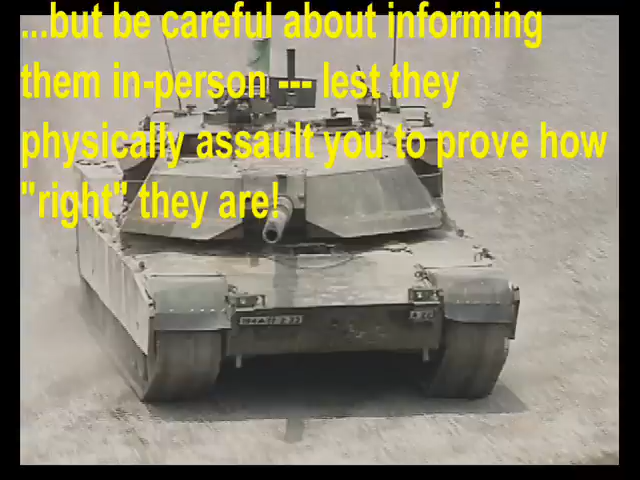 ...but be careful about informing
them in-person --- lest they
physically assault you to prove how
"right" they are!